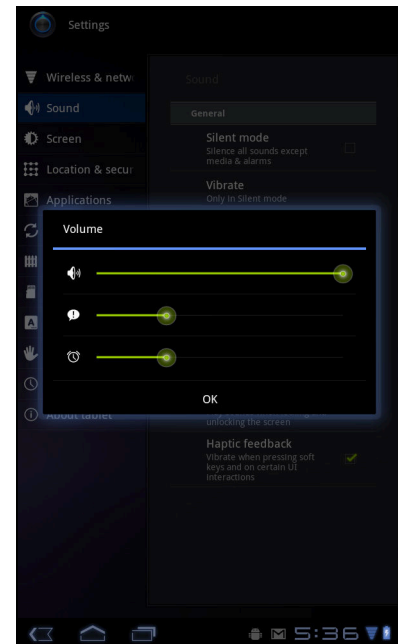 Settings
Wireless & netw
Sound
Sound
General
Sound
Silent mode
Silence all sounds except
media & alarms
Screen
Location & secur
Vibrate
Only in Silent mode
Applications
Volume
OK
About tablet
unlocking the screen
Haptic feedback
Vibrate when pressing soft
keys and on certain UI
interactions
5:36